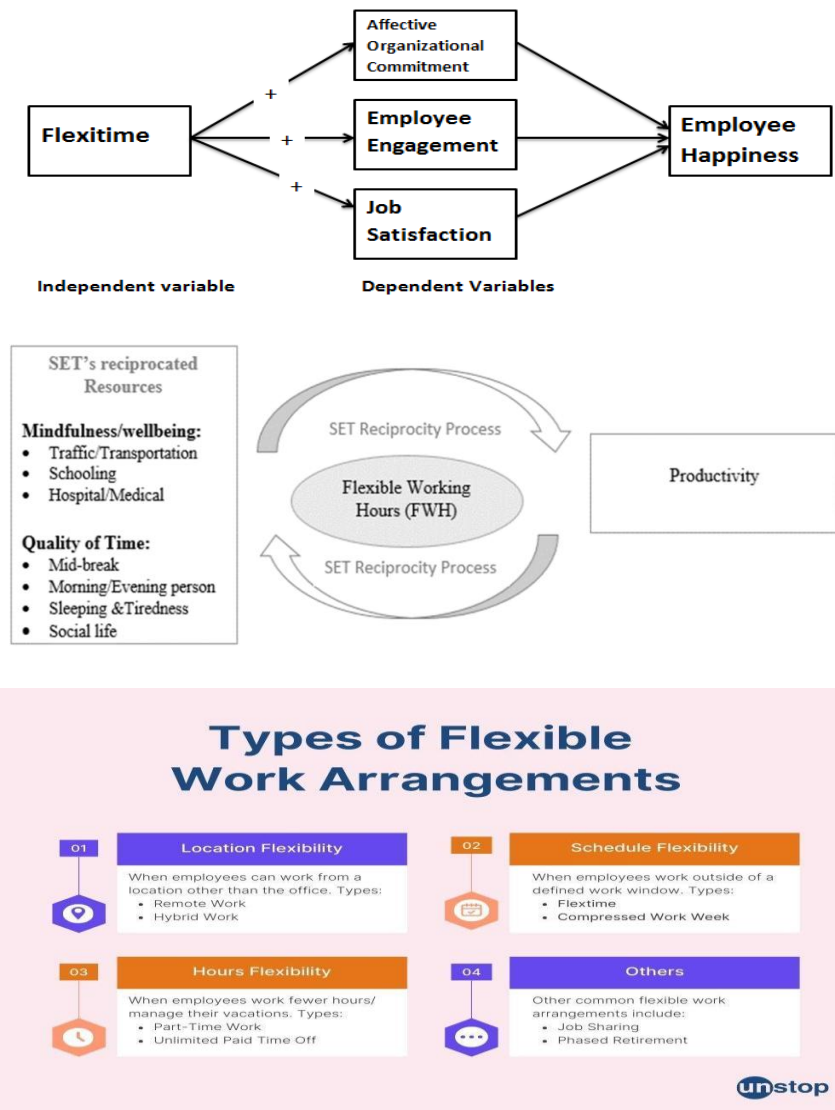 Affective
Organizational
Commitment
+
Flexitime
+
Employee
Engagement
Employee
Happiness
+
Job
Satisfaction
Independent variable
Dependent Variables
SET's reciprocated
Resources
Mindfulness/wellbeing:
• Traffic/Transportation
• Schooling
• Hospital/Medical
Quality of Time:
• Mid-break
• Morning/Evening person
• Sleeping &Tiredness
• Social life
SET Reciprocity Process
Flexible Working
Hours (FWH)
SET Reciprocity Process
Productivity
Types of Flexible
Work Arrangements
01
Location Flexibility
When employees can work from a
location other than the office. Types:
• Remote Work
• Hybrid Work
02
Schedule Flexibility
When employees work outside of a
defined work window. Types:
• Flextime
• Compressed Work Week
03
Hours Flexibility
When employees work fewer hours/
manage their vacations. Types:
• Part-Time Work
• Unlimited Paid Time Off
04
Others
Other common flexible work
arrangements include:
• Job Sharing
• Phased Retirement
unstop